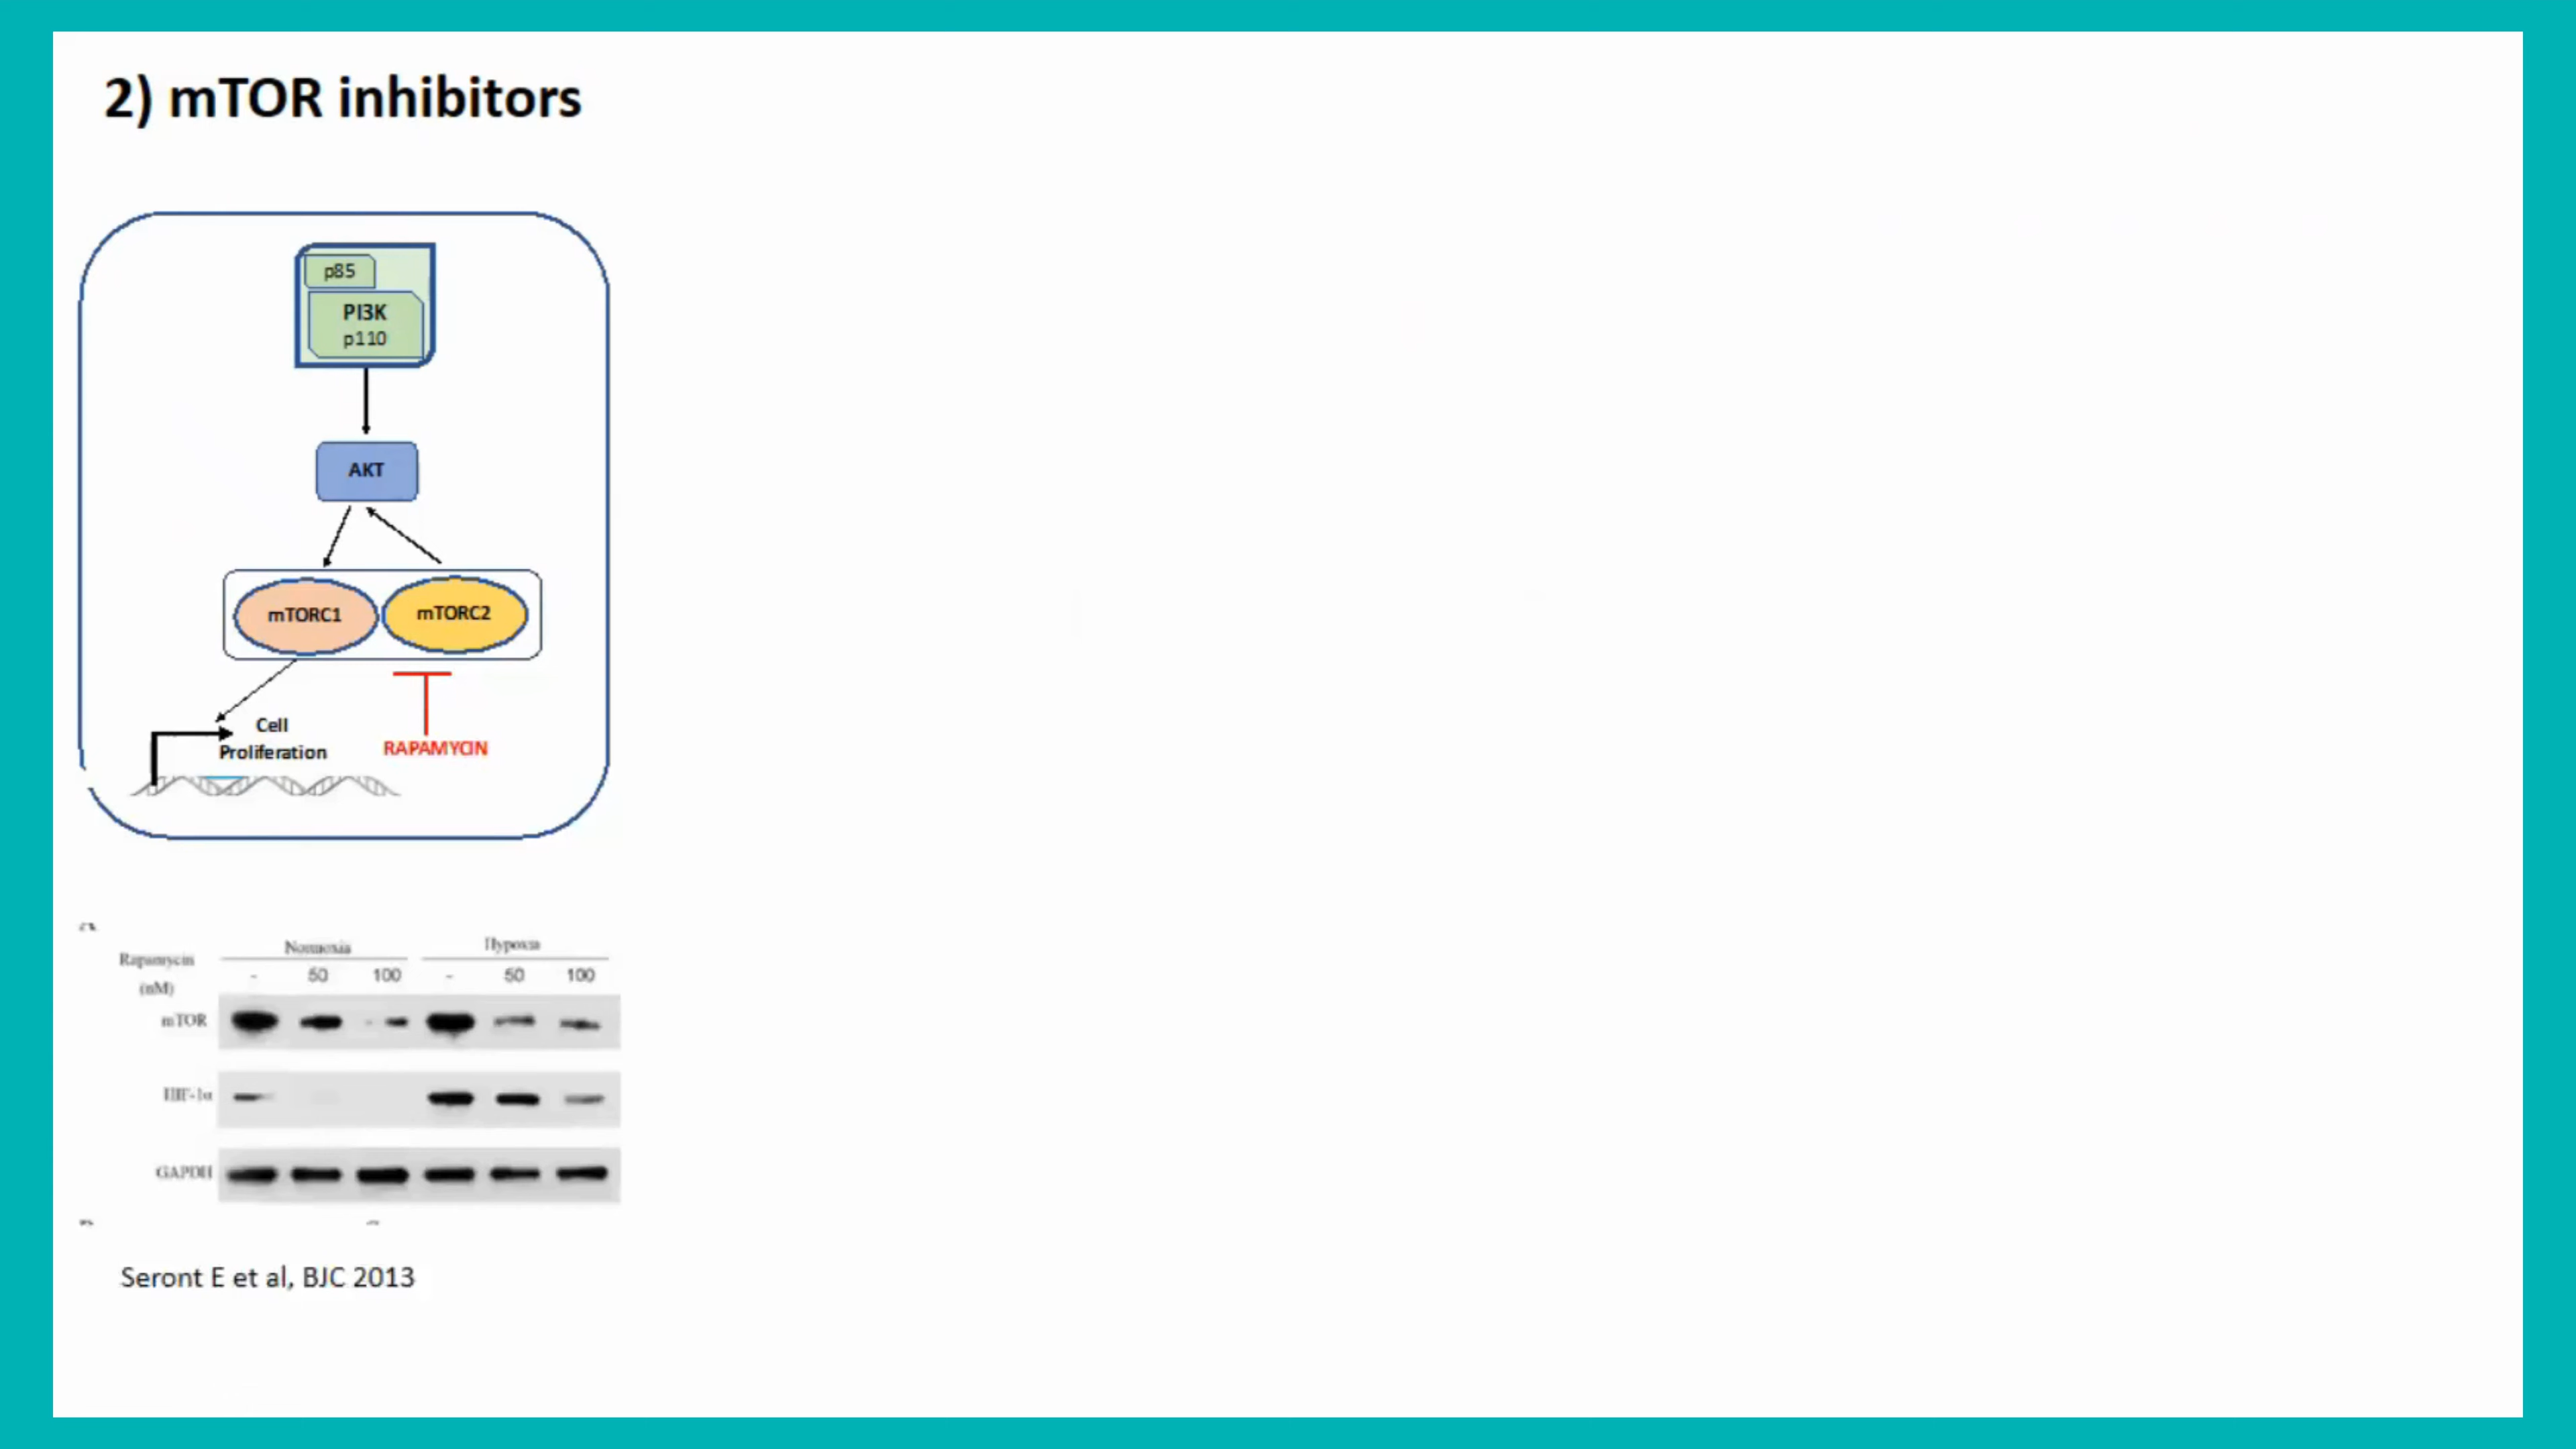 2) mTOR inhibitors
p85
PI3K
p110
AKT
mTORC1
mTORC2
Cell
Proliferation
RAPAMYCIN
Normoxia
Hypoxia
Rapamycin
(nM)
- 50 100 - 50 100
mTOR
HIF-1α
GAPDH
Seront E et al, BJC 2013